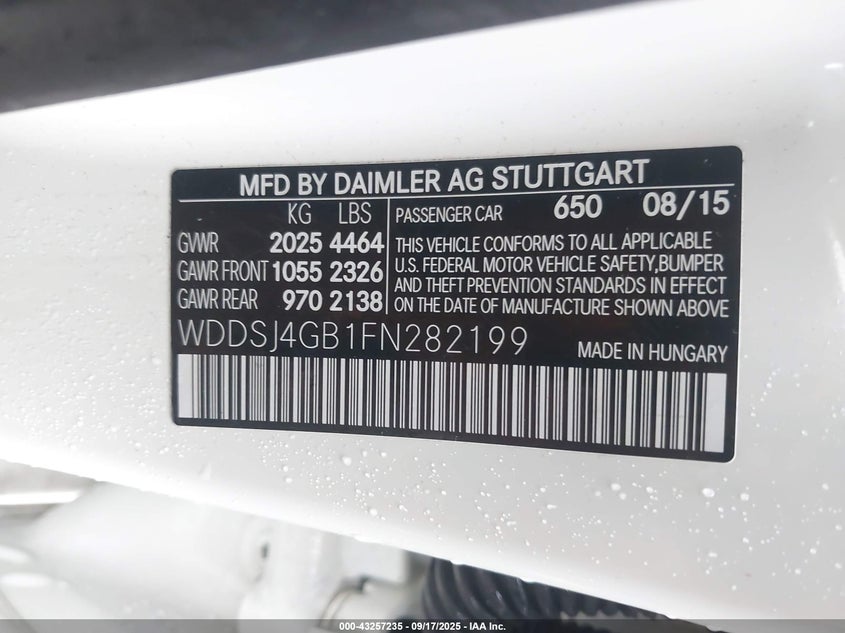 MFD BY DAIMLER AG STUTTGART
KG LBS
GVWR 2025 4464
GAWR FRONT 1055 2326
GAWR REAR 970 2138
PASSENGER CAR 650 08/15
THIS VEHICLE CONFORMS TO ALL APPLICABLE
U.S. FEDERAL MOTOR VEHICLE SAFETY,BUMPER
AND THEFT PREVENTION STANDARDS IN EFFECT
ON THE DATE OF MANUFACTURE SHOWN ABOVE
WDDSJ4GB1FN282199
MADE IN HUNGARY
000-43257235 - 09/17/2025 - IAA Inc.